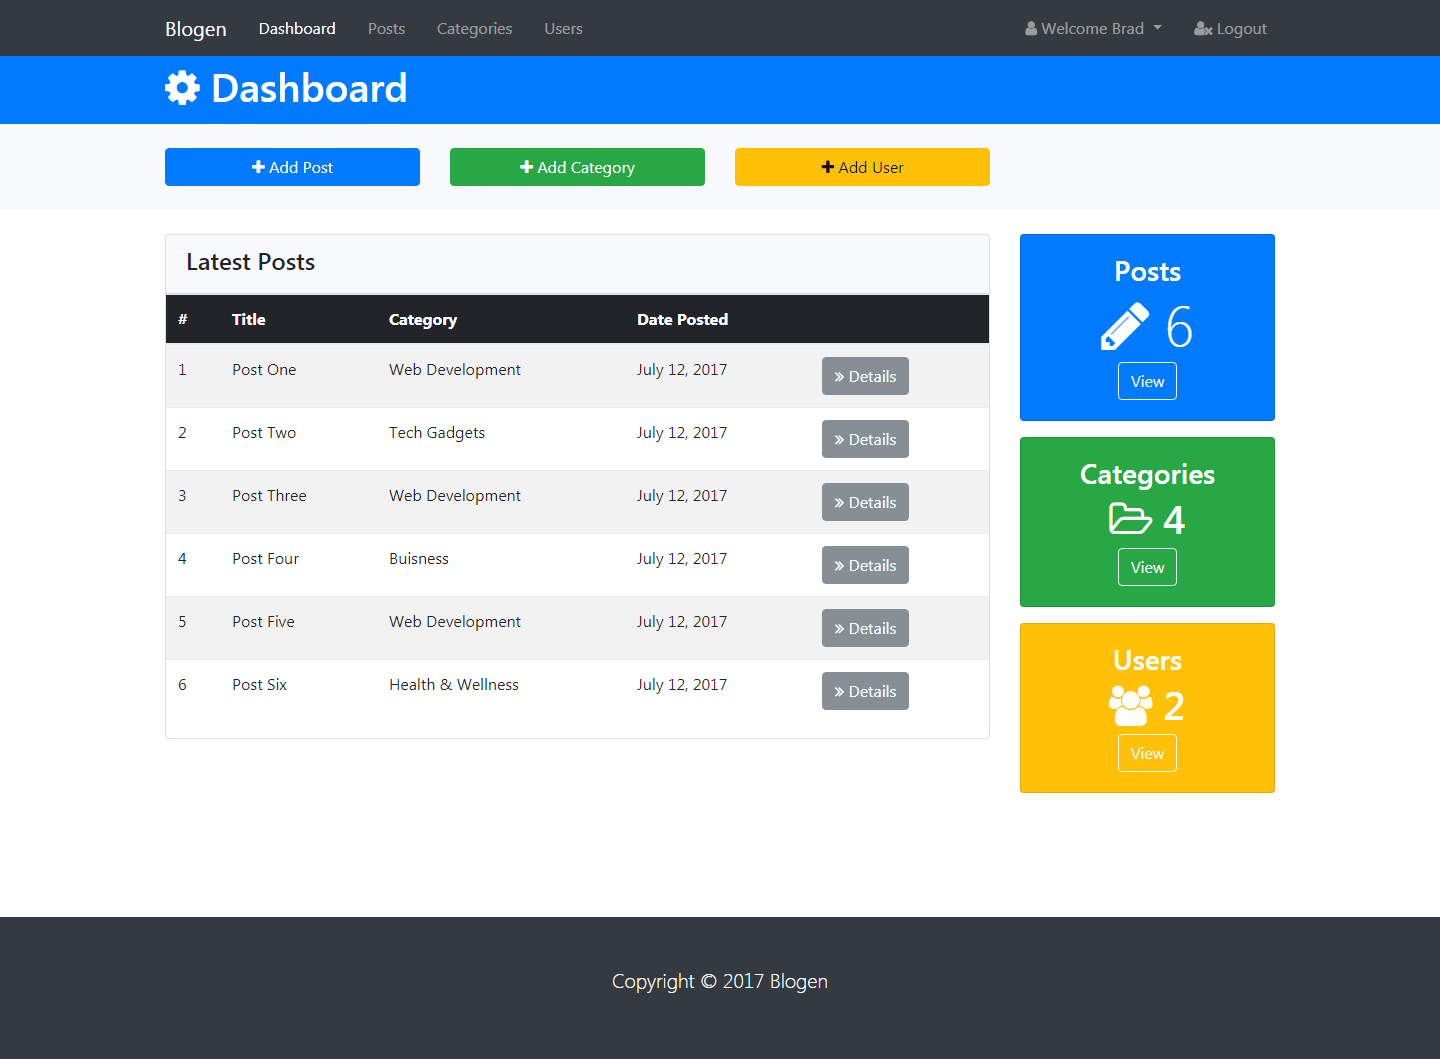 Blogen Dashboard Posts Categories Users Welcome Brad Logout
Dashboard
Add Post Add Category Add User
Latest Posts
# Title Category Date Posted
1 Post One Web Development July 12, 2017 » Details
2 Post Two Tech Gadgets July 12, 2017 » Details
3 Post Three Web Development July 12, 2017 » Details
4 Post Four Buisness July 12, 2017 » Details
5 Post Five Web Development July 12, 2017 » Details
6 Post Six Health & Wellness July 12, 2017 » Details
Posts
6
View
Categories
4
View
Users
2
View
Copyright © 2017 Blogen